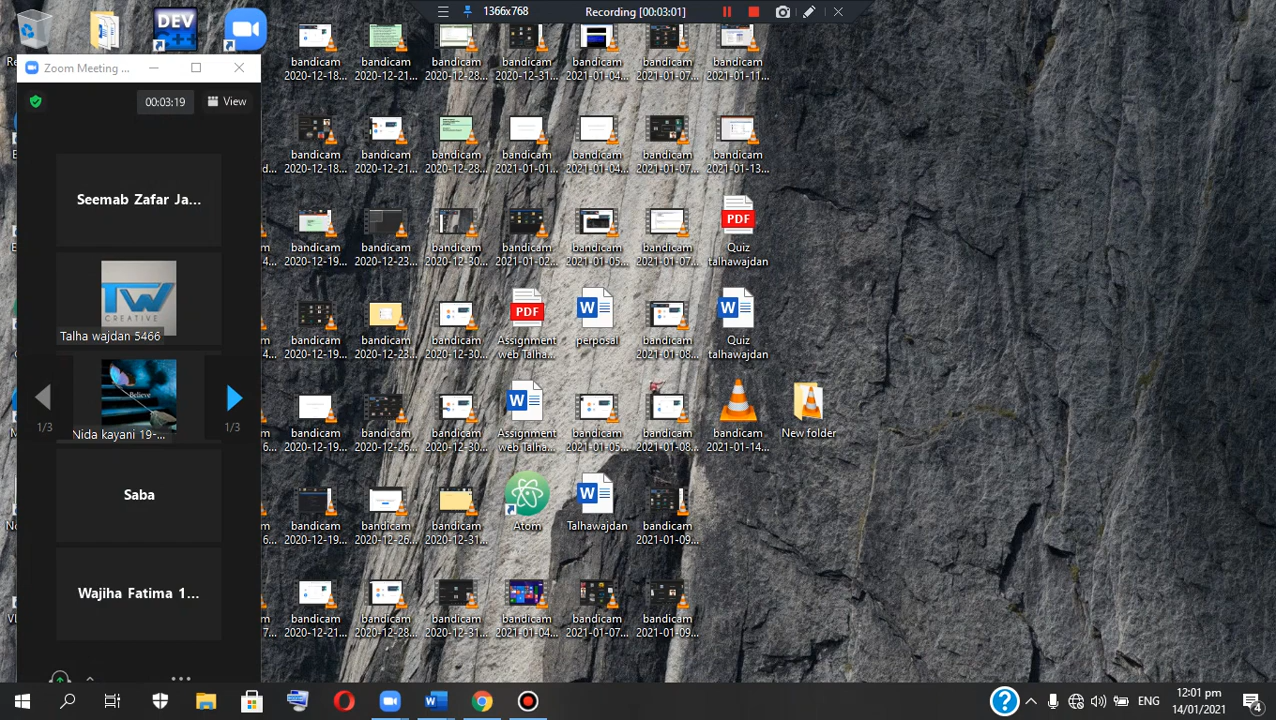 1366x768
Recording [00:03:01]
DEV
C++
Zoom Meeting ...
00:03:19
View
Seemab Zafar Ja...
TW
CREATIVE
Talha wajdan 5466
Believe
1/3
1/3
Nida kayani 19-...
Saba
Wajiha Fatima 1...
bandicam
2020-12-18...
bandicam
2020-12-21...
bandicam
2020-12-28...
bandicam
2020-12-31...
bandicam
2021-01-04...
bandicam
2021-01-07...
bandicam
2021-01-11...
bandicam
2020-12-18...
bandicam
2020-12-21...
bandicam
2020-12-28...
bandicam
2021-01-01...
bandicam
2021-01-04...
bandicam
2021-01-07...
bandicam
2021-01-13...
bandicam
2020-12-19...
bandicam
2020-12-23...
bandicam
2020-12-30...
bandicam
2021-01-02...
bandicam
2021-01-05...
bandicam
2021-01-07...
PDF
Quiz
talhawajdan
bandicam
2020-12-19...
bandicam
2020-12-23...
bandicam
2020-12-30...
PDF
Assignment
web Talha...
W
perposal
bandicam
2021-01-08...
W
Quiz
talhawajdan
bandicam
2020-12-26...
bandicam
2020-12-26...
bandicam
2020-12-30...
W
Assignment
web Talha...
bandicam
2021-01-05...
bandicam
2021-01-08...
bandicam
2021-01-14...
New folder
bandicam
2020-12-19...
bandicam
2020-12-26...
bandicam
2020-12-31...
Atom
W
Talhawajdan
bandicam
2021-01-09...
bandicam
2020-12-21...
bandicam
2020-12-28...
bandicam
2020-12-31...
bandicam
2021-01-04...
bandicam
2021-01-07...
bandicam
2021-01-09...
ENG
12:01 pm
14/01/2021
4